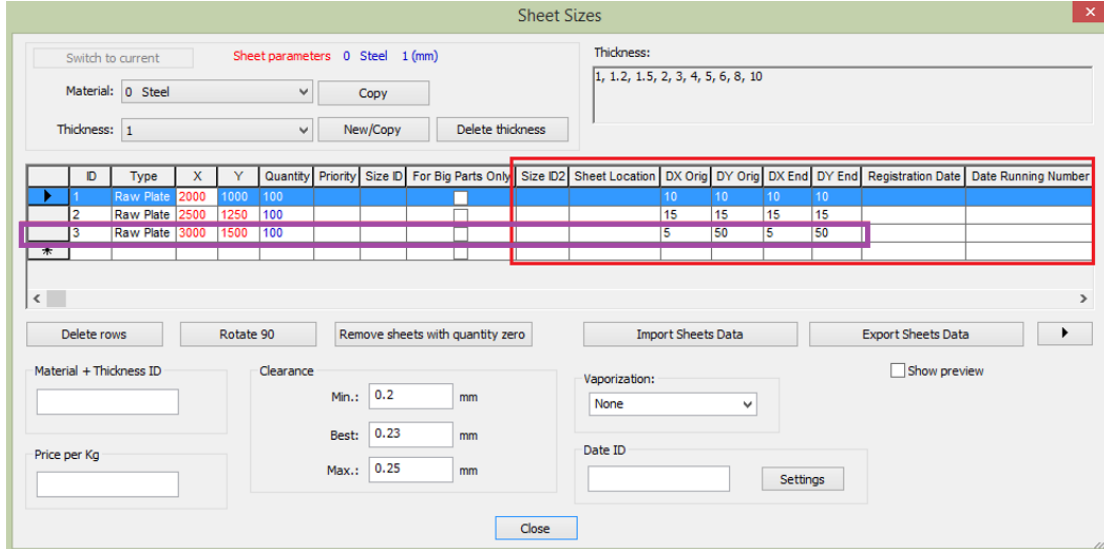 Sheet Sizes
Switch to current Sheet parameters 0 Steel 1 (mm)
Thickness:
1, 1.2, 1.5, 2, 3, 4, 5, 6, 8, 10
Material: 0 Steel Copy
Thickness: 1 New/Copy Delete thickness
ID Type X Y Quantity Priority Size ID For Big Parts Only Size ID2 Sheet Location DX Orig DY Orig DX End DY End Registration Date Date Running Number
1 Raw Plate 2000 1000 100 10 10 10 10
2 Raw Plate 2500 1250 100 15 15 15 15
3 Raw Plate 3000 1500 100 5 50 5 50
Delete rows Rotate 90 Remove sheets with quantity zero Import Sheets Data Export Sheets Data
Material + Thickness ID
Clearance
Min.: 0.2 mm
Best: 0.23 mm
Max.: 0.25 mm
Vaporization:
None
Show preview
Price per Kg
Date ID
Settings
Close